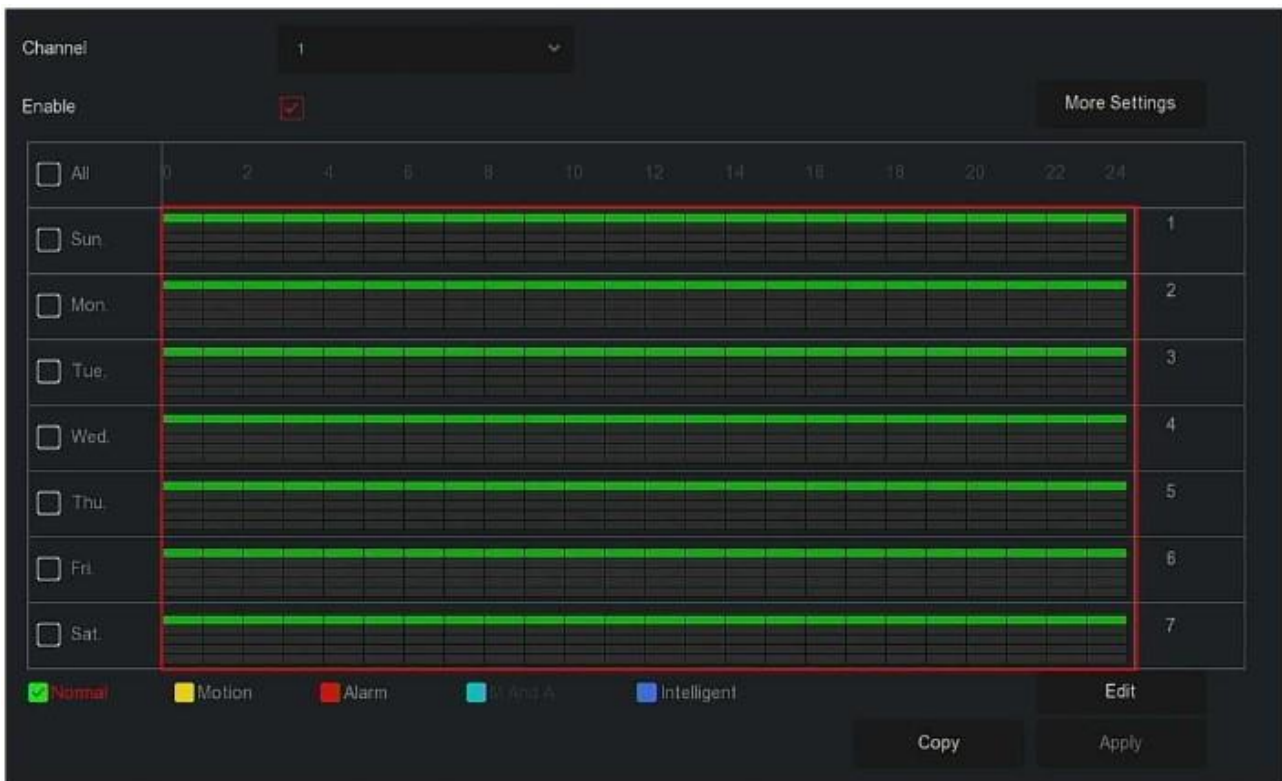 Channel 1
Enable More Settings
All 0 2 4 6 8 10 12 14 16 18 20 22 24
Sun. 1
Mon. 2
Tue. 3
Wed. 4
Thu. 5
Fri. 6
Sat. 7
Normal Motion Alarm M And A Intelligent Edit
Copy Apply